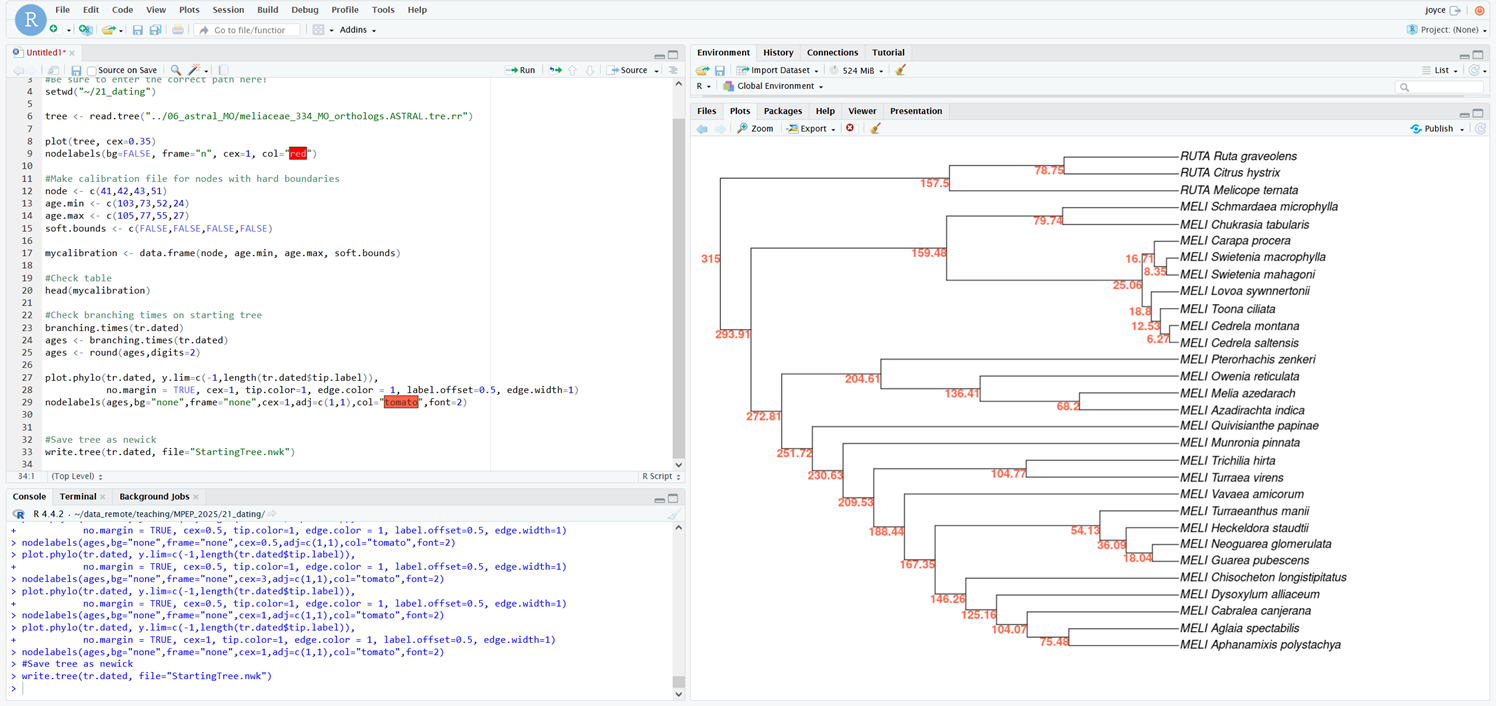 File Edit Code View Plots Session Build Debug Profile Tools Help
joyce
R
Go to file/function
Addins
Project: (None)
Untitled1*
Source on Save
Run
Source
3 #Be sure to enter the correct path here!
4 setwd("~/21_dating")
5
6 tree <- read.tree("../06_astral_MO/meliaceae_334_MO_orthologs.ASTRAL.tre.rr")
7
8 plot(tree, cex=0.35)
9 nodelabels(bg=FALSE, frame="n", cex=1, col="red")
10
11 #Make calibration file for nodes with hard boundaries
12 node <- c(41,42,43,51)
13 age.min <- c(103,73,52,24)
14 age.max <- c(105,77,55,27)
15 soft.bounds <- c(FALSE,FALSE,FALSE,FALSE)
16
17 mycalibration <- data.frame(node, age.min, age.max, soft.bounds)
18
19 #Check table
20 head(mycalibration)
21
22 #Check branching times on starting tree
23 branching.times(tr.dated)
24 ages <- branching.times(tr.dated)
25 ages <- round(ages,digits=2)
26
27 plot.phylo(tr.dated, y.lim=c(-1,length(tr.dated$tip.label)),
28 no.margin = TRUE, cex=1, tip.color=1, edge.color = 1, label.offset=0.5, edge.width=1)
29 nodelabels(ages,bg="none",frame="none",cex=1,adj=c(1,1),col="tomato",font=2)
30
31
32 #Save tree as newick
33 write.tree(tr.dated, file="StartingTree.nwk")
34
34:1 (Top Level) R Script
Console Terminal Background Jobs
R 4.4.2 · ~/data_remote/teaching/MPEP_2025/21_dating/
+ no.margin = TRUE, cex=0.5, tip.color=1, edge.color = 1, label.offset=0.5, edge.width=1)
> nodelabels(ages,bg="none",frame="none",cex=0.5,adj=c(1,1),col="tomato",font=2)
> plot.phylo(tr.dated, y.lim=c(-1,length(tr.dated$tip.label)),
+ no.margin = TRUE, cex=0.5, tip.color=1, edge.color = 1, label.offset=0.5, edge.width=1)
> nodelabels(ages,bg="none",frame="none",cex=3,adj=c(1,1),col="tomato",font=2)
> plot.phylo(tr.dated, y.lim=c(-1,length(tr.dated$tip.label)),
+ no.margin = TRUE, cex=0.5, tip.color=1, edge.color = 1, label.offset=0.5, edge.width=1)
> nodelabels(ages,bg="none",frame="none",cex=1,adj=c(1,1),col="tomato",font=2)
> plot.phylo(tr.dated, y.lim=c(-1,length(tr.dated$tip.label)),
+ no.margin = TRUE, cex=1, tip.color=1, edge.color = 1, label.offset=0.5, edge.width=1)
> nodelabels(ages,bg="none",frame="none",cex=1,adj=c(1,1),col="tomato",font=2)
> #Save tree as newick
> write.tree(tr.dated, file="StartingTree.nwk")
>
Environment History Connections Tutorial
Import Dataset 524 MiB List
R Global Environment
Files Plots Packages Help Viewer Presentation
Zoom Export Publish
RUTA Ruta graveolens
78.75
RUTA Citrus hystrix
157.5
RUTA Melicope ternata
MELI Schmardaea microphylla
79.74
MELI Chukrasia tabularis
MELI Carapa procera
159.48
315
16.71
MELI Swietenia macrophylla
8.35
MELI Swietenia mahagoni
25.06
MELI Lovoa sywnnertonii
18.8
MELI Toona ciliata
12.53
MELI Cedrela montana
293.91
6.27
MELI Cedrela saltensis
MELI Pterorhachis zenkeri
204.61
MELI Owenia reticulata
136.41
MELI Melia azedarach
68.2
MELI Azadirachta indica
272.81
MELI Quivisianthe papinae
MELI Munronia pinnata
251.72
MELI Trichilia hirta
230.63
104.77
MELI Turraea virens
MELI Vavaea amicorum
209.53
MELI Turraeanthus manii
188.44
54.13
MELI Heckeldora staudtii
36.09
MELI Neoguarea glomerulata
18.04
MELI Guarea pubescens
167.35
MELI Chisocheton longistipitatus
MELI Dysoxylum alliaceum
146.26
MELI Cabralea canjerana
125.16
MELI Aglaia spectabilis
104.07
75.48
MELI Aphanamixis polystachya